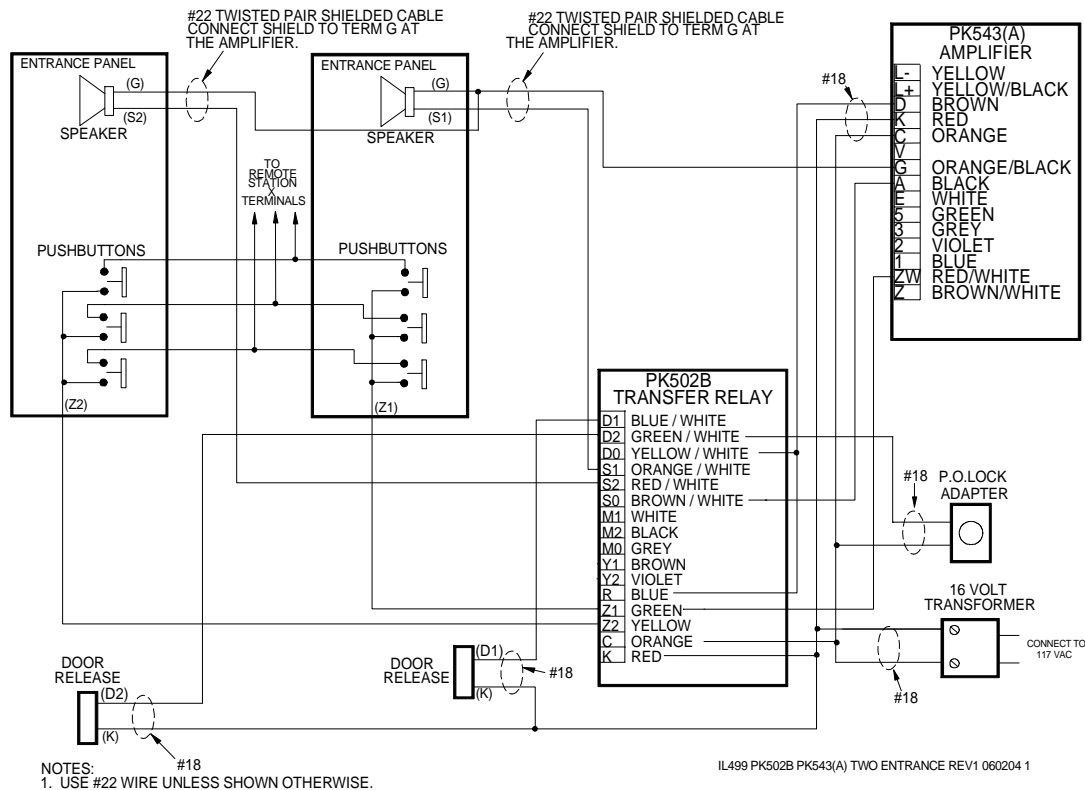 #22 TWISTED PAIR SHIELDED CABLE
CONNECT SHIELD TO TERM G AT
THE AMPLIFIER.
#22 TWISTED PAIR SHIELDED CABLE
CONNECT SHIELD TO TERM G AT
THE AMPLIFIER.
ENTRANCE PANEL
(G)
(S2)
SPEAKER
PUSHBUTTONS
(Z2)
TO
REMOTE
STATION
X
TERMINALS
ENTRANCE PANEL
(G)
(S1)
SPEAKER
PUSHBUTTONS
(Z1)
PK543(A)
AMPLIFIER
#18
L- YELLOW
L+ YELLOW/BLACK
D BROWN
K RED
C ORANGE
V
G ORANGE/BLACK
A BLACK
E WHITE
5 GREEN
3 GREY
2 VIOLET
1 BLUE
ZW RED/WHITE
Z BROWN/WHITE
PK502B
TRANSFER RELAY
D1 BLUE / WHITE
D2 GREEN / WHITE
D0 YELLOW / WHITE
S1 ORANGE / WHITE
S2 RED / WHITE
S0 BROWN / WHITE
M1 WHITE
M2 BLACK
M0 GREY
Y1 BROWN
Y2 VIOLET
R BLUE
Z1 GREEN
Z2 YELLOW
C ORANGE
K RED
#18
P.O.LOCK
ADAPTER
16 VOLT
TRANSFORMER
CONNECT TO
117 VAC
#18
DOOR
RELEASE
(D1)
(K)
#18
DOOR
RELEASE
(D2)
(K)
#18
NOTES:
1. USE #22 WIRE UNLESS SHOWN OTHERWISE.
IL499 PK502B PK543(A) TWO ENTRANCE REV1 060204 1